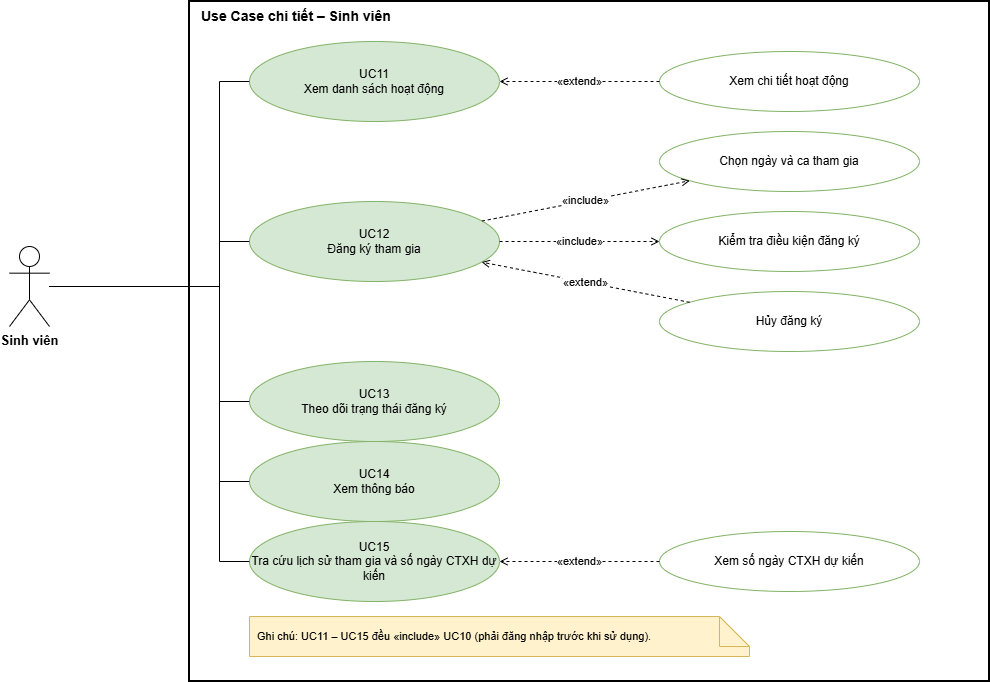 Use Case chi tiết – Sinh viên
UC11
Xem danh sách hoạt động
«extend»
Xem chi tiết hoạt động
Chọn ngày và ca tham gia
«include»
UC12
Đăng ký tham gia
«include»
Kiểm tra điều kiện đăng ký
«extend»
Hủy đăng ký
Sinh viên
UC13
Theo dõi trạng thái đăng ký
UC14
Xem thông báo
UC15
Tra cứu lịch sử tham gia và số ngày CTXH dự
kiến
«extend»
Xem số ngày CTXH dự kiến
Ghi chú: UC11 – UC15 đều «include» UC10 (phải đăng nhập trước khi sử dụng).